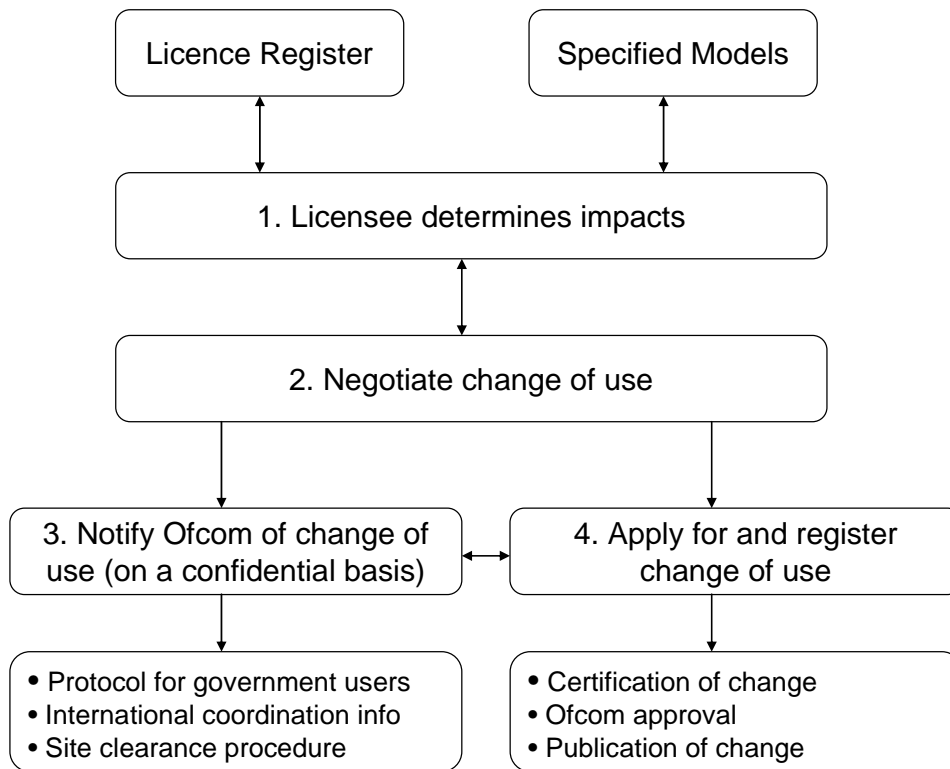 Licence Register
Specified Models
1. Licensee determines impacts
2. Negotiate change of use
3. Notify Ofcom of change of
use (on a confidential basis)
4. Apply for and register
change of use
• Protocol for government users
• International coordination info
• Site clearance procedure
• Certification of change
• Ofcom approval
• Publication of change